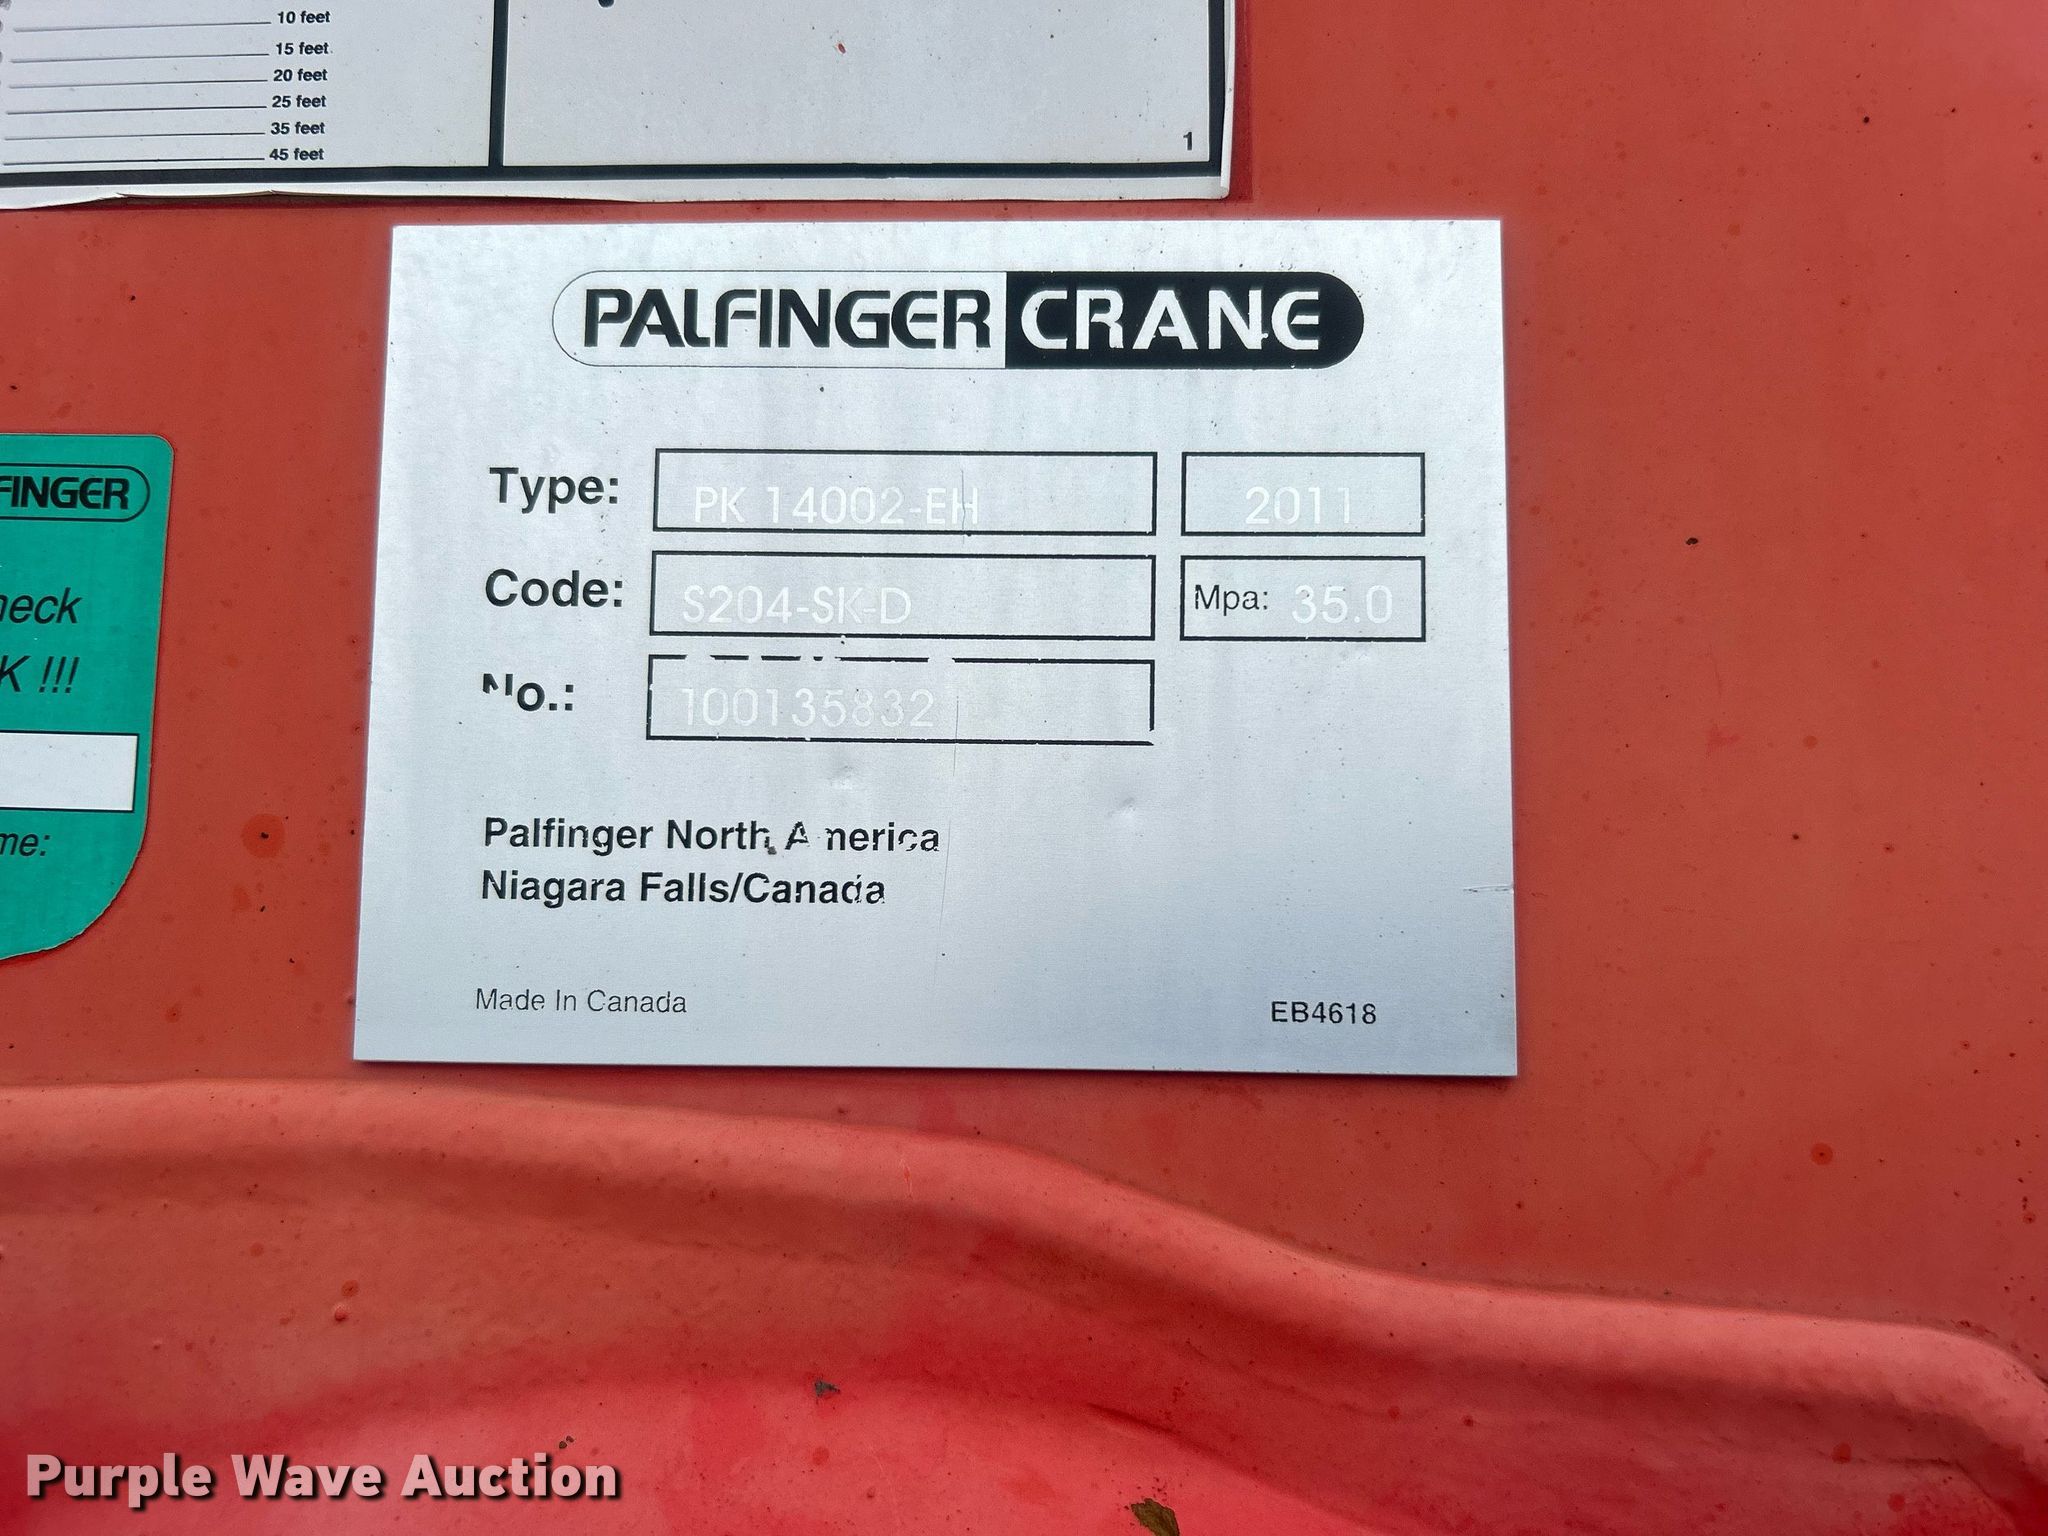 10 feet
15 feet
20 feet
25 feet
35 feet
45 feet
1
PALFINGER CRANE
Type: PK 14002-EH 2011
Code: S204-SK-D Mpa: 35.0
No.: 100135832
Palfinger North America
Niagara Falls/Canada
Made In Canada
EB4618
FINGER
heck
K !!!
me:
Purple Wave Auction